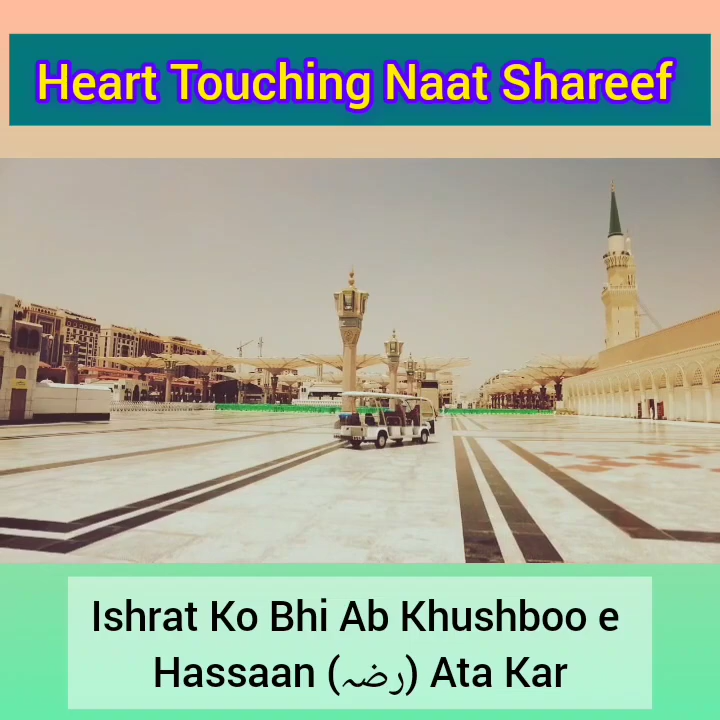 Heart Touching Naat Shareef
Ishrat Ko Bhi Ab Khushboo e
Hassaan (رضہ) Ata Kar